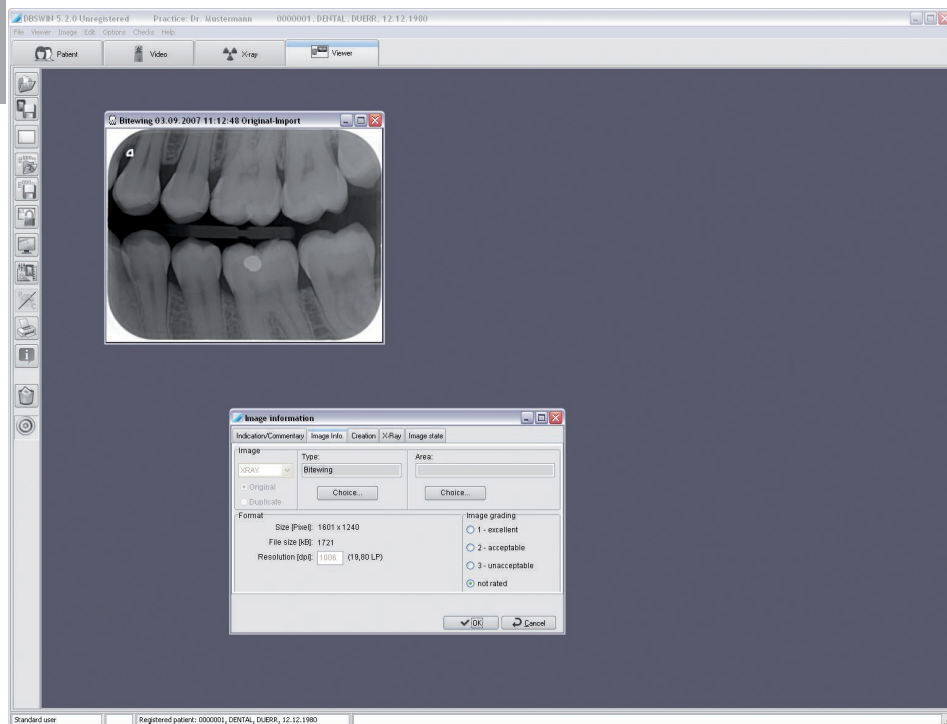 DBSWIN 5.2.0 Unregistered Practice: Dr. Mustermann 0000001, DENTAL, DUERR, 12.12.1980
File Viewer Image Edit Options Checks Help
Patient Video X-ray Viewer
Bitewing 03.09.2007 11:12:48 Original-Import
Image information
Indication/Commentary Image Info. Creation X-Ray Image state
Image
XRAY
Original
Duplicate
Type:
Bitewing
Choice...
Area:
Choice...
Format
Size [Pixel]: 1601 x 1240
File size [kB]: 1721
Resolution [dpi]: 1006 (19,80 LP)
Image grading
1 - excellent
2 - acceptable
3 - unacceptable
not rated
OK Cancel
Standard user Registered patient: 0000001, DENTAL, DUERR, 12.12.1980